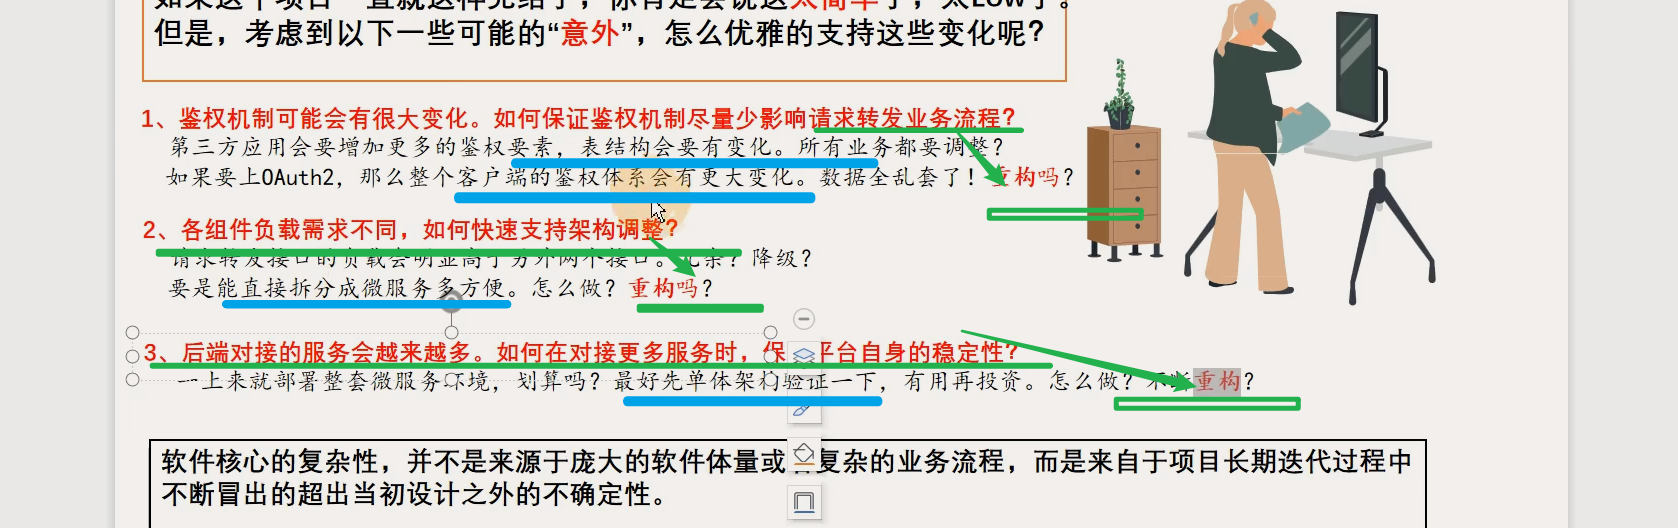 如果这个项目一直就这种完结了，你肯定会说这太简单了，太LOW了。
但是，考虑到以下一些可能的“意外”，怎么优雅的支持这些变化呢？
1、鉴权机制可能会有很大变化。如何保证鉴权机制尽量少影响请求转发业务流程？
第三方应用会要增加更多的鉴权要素，表结构会要有变化。所有业务都要调整？
如果要上OAuth2，那么整个客户端的鉴权体系会有更大变化。数据全乱套了！重构吗？
2、各组件负载需求不同，如何快速支持架构调整？
请求转发接口的负载会明显高于另外两个接口。冗余？降级？
要是能直接拆分成微服务多方便。怎么做？重构吗？
3、后端对接的服务会越来越多。如何在对接更多服务时，保 平台自身的稳定性？
一上来就部署整套微服务环境，划算吗？最好先单体架构验证一下，有用再投资。怎么做？不断重构？
软件核心的复杂性，并不是来源于庞大的软件体量或 复杂的业务流程，而是来自于项目长期迭代过程中
不断冒出的超出当初设计之外的不确定性。